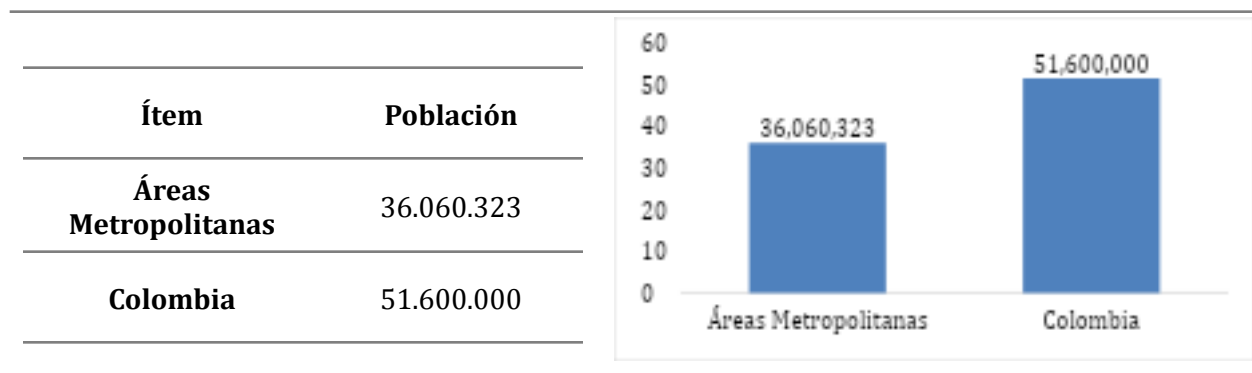 Ítem Población
Áreas
Metropolitanas
36.060.323
Colombia 51.600.000
60
50
40
30
20
10
0
36,060,323
51,600,000
Áreas Metropolitanas Colombia